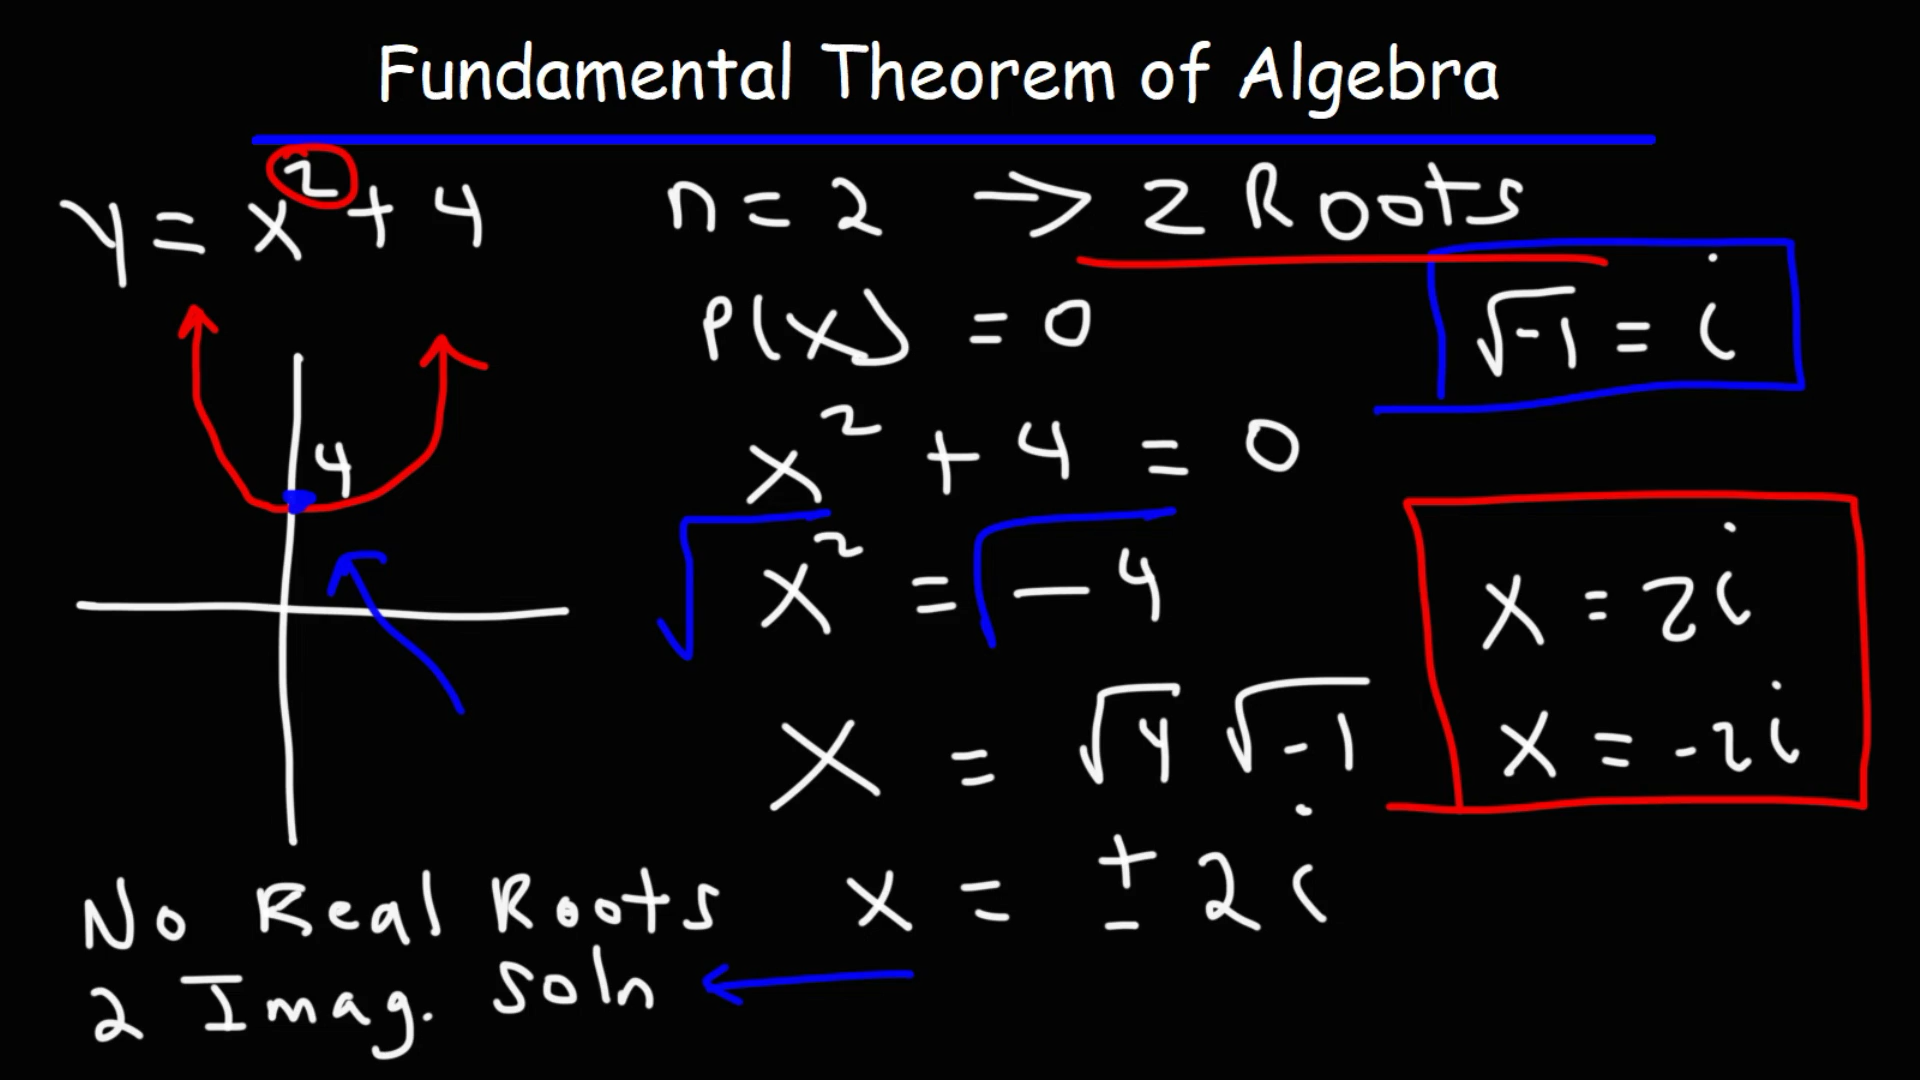 Fundamental Theorem of Algebra
y = x² + 4
n = 2 → 2 Roots
P(x) = 0
√-1 = i
x² + 4 = 0
4
√x² = √-4
x = 2i
x = √4 √-1
x = -2i
x = ± 2i
No Real Roots
2 Imag. soln